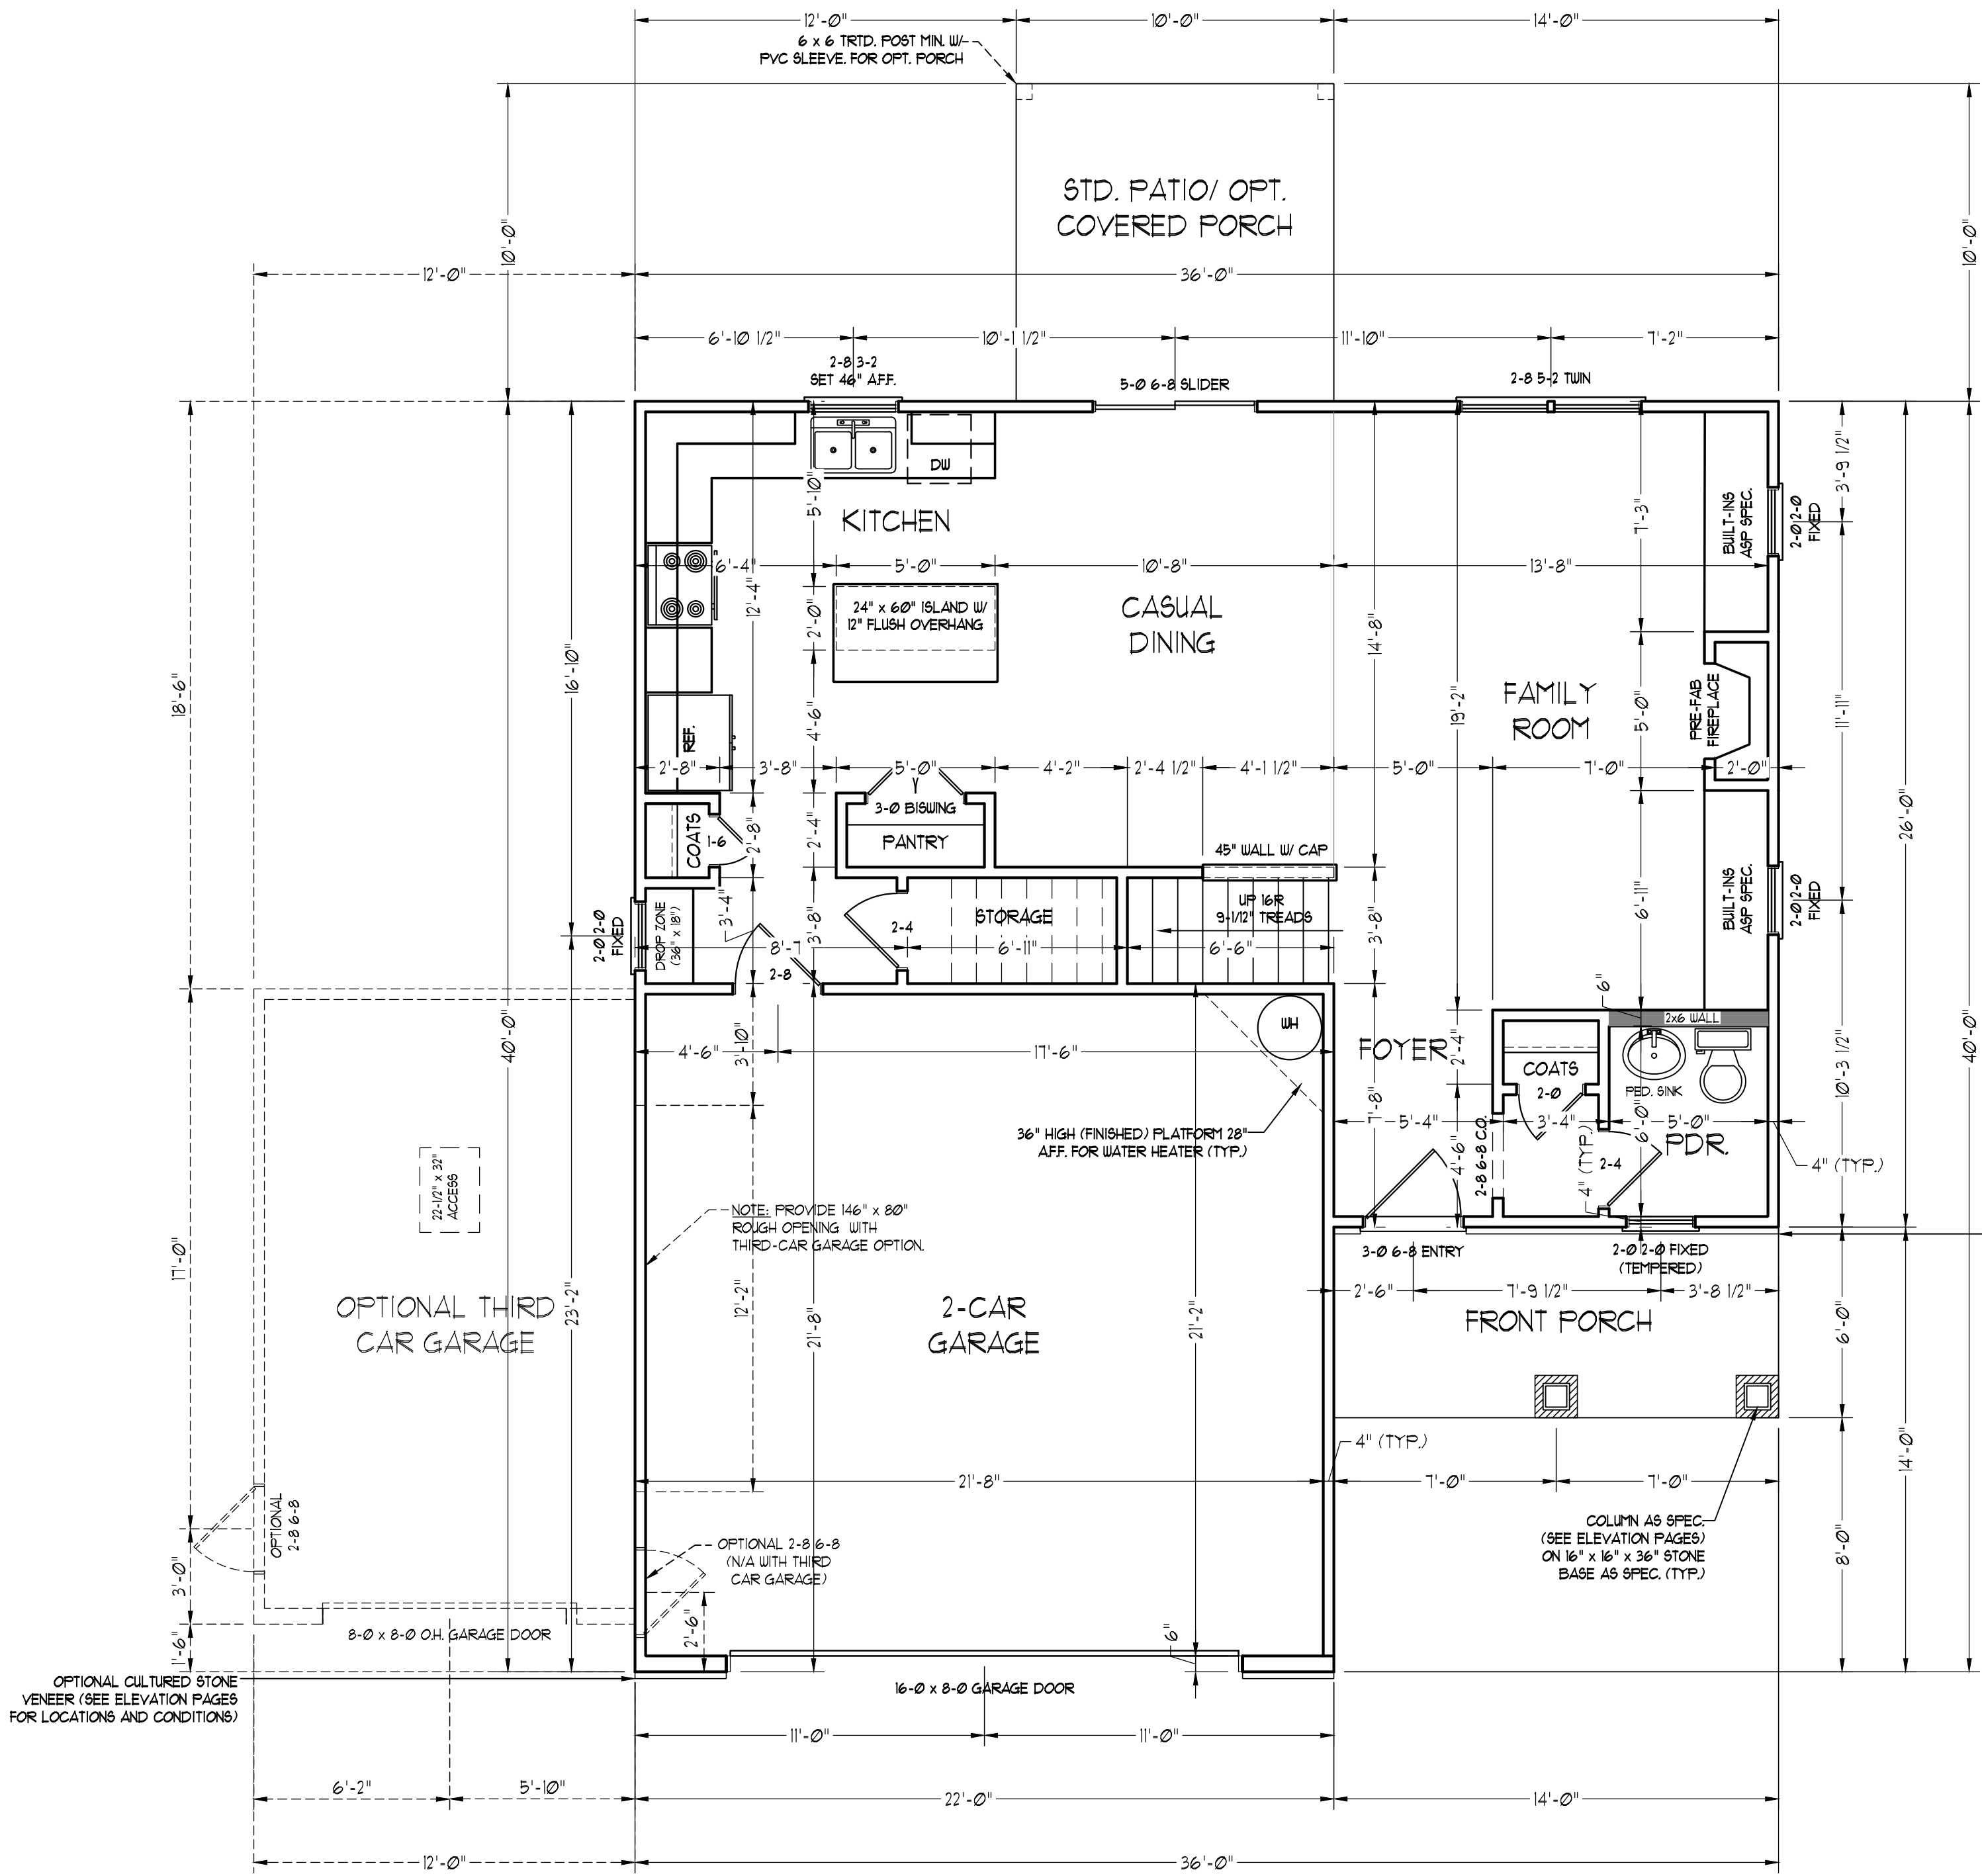 12'-0" 10'-0" 14'-0"
6 x 6 TRTD. POST MIN. W/
PVC SLEEVE. FOR OPT. PORCH
STD. PATIO/ OPT.
COVERED PORCH
10'-0"
10'-0"
12'-0" 36'-0"
6'-10 1/2" 10'-1 1/2" 11'-10" 7'-2"
2-8 3-2
SET 46" A.F.F.
5-0 6-8 SLIDER
2-8 5-2 TWIN
DW
KITCHEN
5'-10"
7'-3"
BUILT-INS
ASP SPEC.
2-0 2-0
FIXED
3'-9 1/2"
6'-4" 5'-0" 10'-8" 13'-8"
12'-4"
2'-0"
24" x 60" ISLAND W/
12" FLUSH OVERHANG
CASUAL
DINING
14'-8"
18'-6"
16'-10"
4'-6"
19'-2"
FAMILY
ROOM
5'-0"
PRE-FAB
FIREPLACE
11'-11"
REF.
2'-8" 3'-8" 5'-0" 4'-2" 2'-4 1/2" 4'-1 1/2" 5'-0" 7'-0" 2'-0"
3-0 BISWING
PANTRY
COATS
1-6
2'-8"
2'-4"
45" WALL W/ CAP
26'-0"
6'-11"
BUILT-INS
ASP SPEC.
2-0 2-0
FIXED
2-0 2-0
FIXED
DROP ZONE
(36" x 18")
3'-4"
3'-8"
2-4
STORAGE
UP 16R
9-1/12" TREADS
3'-8"
8'-7 6'-11" 6'-6"
2-8
6"
2x6 WALL
WH
40'-0"
40'-0"
4'-6" 17'-6"
3'-10"
FOYER
2'-4"
COATS
2-0
PED. SINK
10'-3 1/2"
7'-8"
5'-4" 3'-4" 5'-0"
6'-0"
36" HIGH (FINISHED) PLATFORM 28"
A.F.F. FOR WATER HEATER (TYP.)
4'-6"
2-8 6-8 C.O.
4" (TYP.)
2-4
PDR.
4" (TYP.)
22-1/2" x 32"
ACCESS
NOTE: PROVIDE 146" x 80"
ROUGH OPENING WITH
THIRD-CAR GARAGE OPTION.
3-0 6-8 ENTRY
2-0 2-0 FIXED
(TEMPERED)
17'-0"
23'-2"
2'-6" 7'-9 1/2" 3'-8 1/2"
12'-2"
21'-8"
21'-2"
OPTIONAL THIRD
CAR GARAGE
2-CAR
GARAGE
FRONT PORCH
6'-0"
14'-0"
4" (TYP.)
21'-8" 7'-0" 7'-0"
OPTIONAL
2-8 6-8
OPTIONAL 2-8 6-8
(N/A WITH THIRD
CAR GARAGE)
COLUMN AS SPEC.
(SEE ELEVATION PAGES)
ON 16" x 16" x 36" STONE
BASE AS SPEC. (TYP.)
8'-0"
3'-0"
2'-6"
6"
1'-6"
8-0 x 8-0 O.H. GARAGE DOOR
OPTIONAL CULTURED STONE
VENEER (SEE ELEVATION PAGES
FOR LOCATIONS AND CONDITIONS)
16-0 x 8-0 GARAGE DOOR
11'-0" 11'-0"
6'-2" 5'-10" 22'-0" 14'-0"
12'-0" 36'-0"